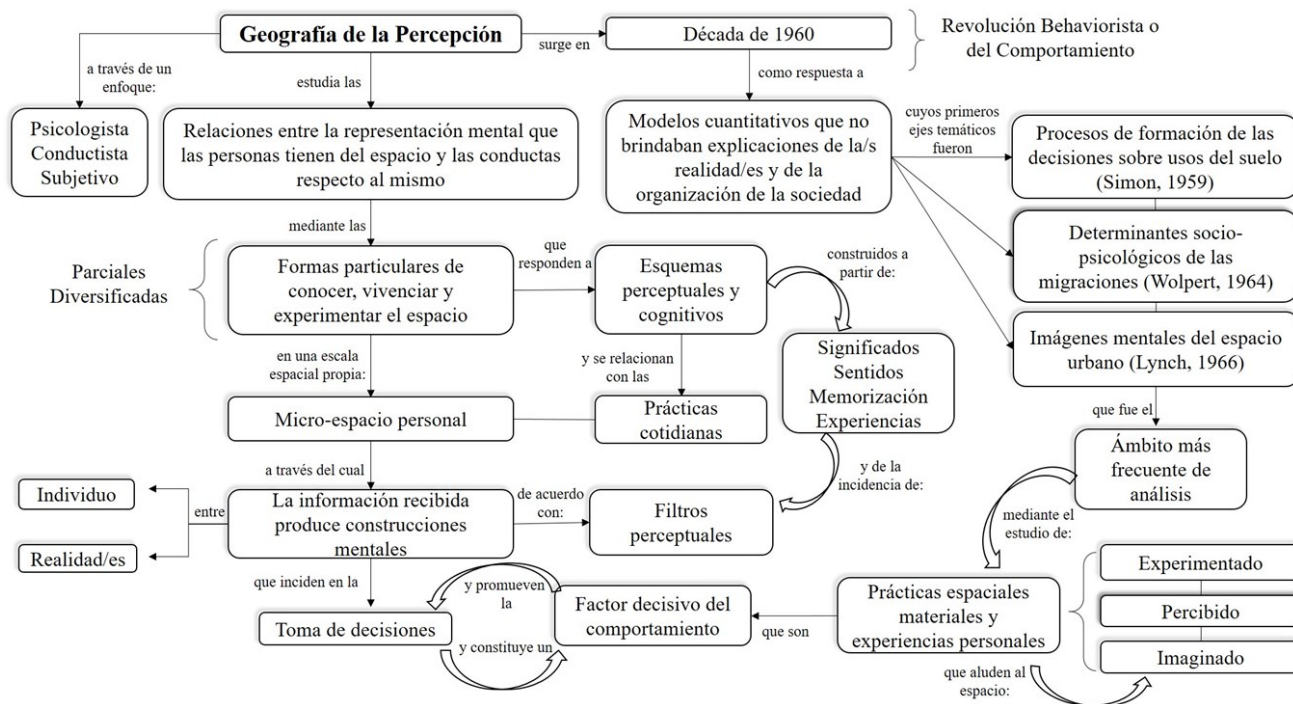 Geografía de la Percepción
surge en
Década de 1960
Revolución Behaviorista o
del Comportamiento
a través de un
enfoque:
estudia las
como respuesta a
Psicologista
Conductista
Subjetivo
Relaciones entre la representación mental que
las personas tienen del espacio y las conductas
respecto al mismo
Modelos cuantitativos que no
brindaban explicaciones de la/s
realidad/es y de la
organización de la sociedad
cuyos primeros
ejes temáticos
fueron
Procesos de formación de las
decisiones sobre usos del suelo
(Simon, 1959)
Determinantes socio-
psicológicos de las
migraciones (Wolpert, 1964)
Imágenes mentales del espacio
urbano (Lynch, 1966)
mediante las
Parciales
Diversificadas
Formas particulares de
conocer, vivenciar y
experimentar el espacio
que
responden a
Esquemas
perceptuales y
cognitivos
construidos a
partir de:
Significados
Sentidos
Memorización
Experiencias
en una escala
espacial propia:
y se relacionan
con las
Micro-espacio personal
Prácticas
cotidianas
que fue el
Ámbito más
frecuente de
análisis
a través del cual
y de la
incidencia de:
Individuo
entre
Realidad/es
La información recibida
produce construcciones
mentales
de acuerdo
con:
Filtros
perceptuales
mediante el
estudio de:
que inciden en la
y promueven
la
Toma de decisiones
y constituye un
Factor decisivo del
comportamiento
que son
Prácticas espaciales
materiales y
experiencias personales
Experimentado
Percibido
Imaginado
que aluden al
espacio: